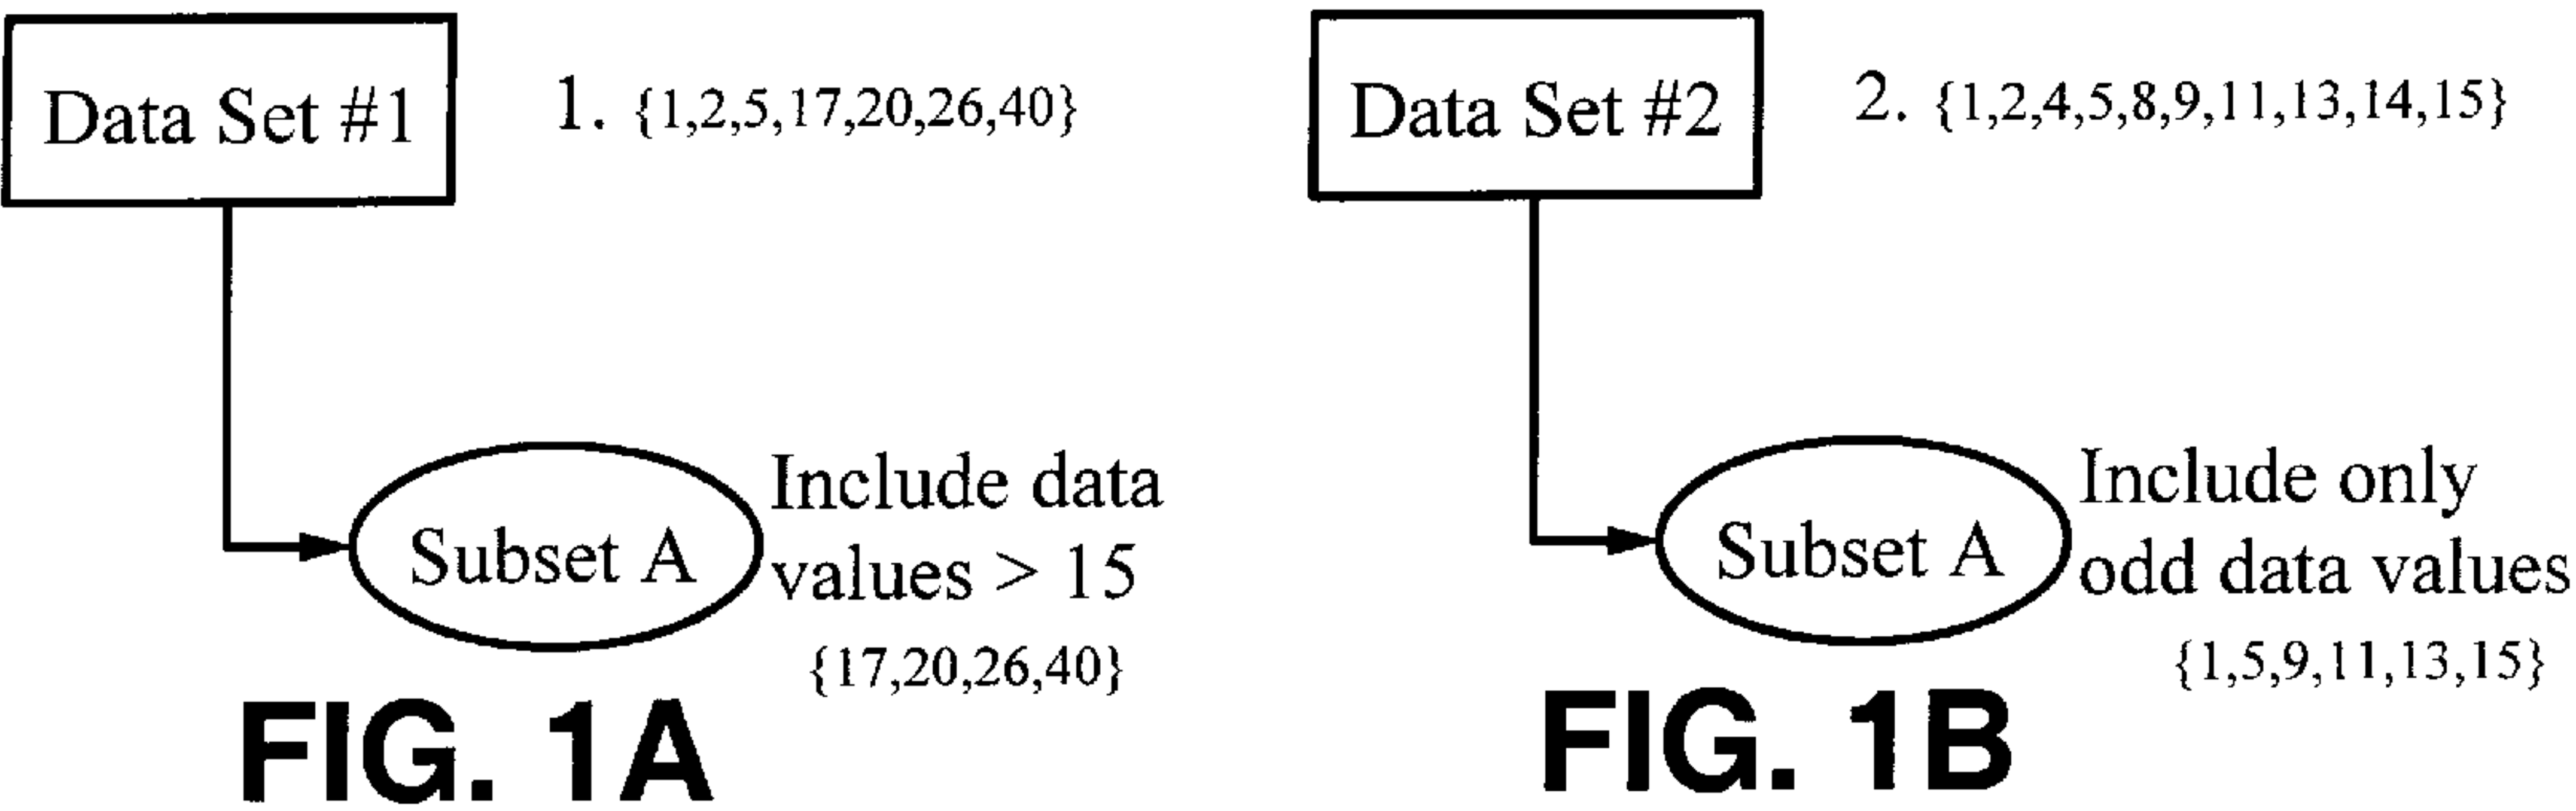 Data Set #1
1. {1,2,5,17,20,26,40}
Subset A
Include data
values > 15
{17,20,26,40}
FIG. 1A
Data Set #2
2. {1,2,4,5,8,9,11,13,14,15}
Subset A
Include only
odd data values
{1,5,9,11,13,15}
FIG. 1B